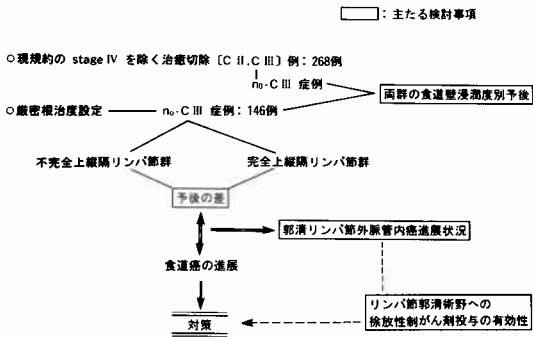 ：主たる検討事項
○現規約の stage Ⅳ を除く治癒切除〔CⅡ，CⅢ〕例：268例
n₀-CⅢ 症例
両群の食道壁浸潤度別予後
○厳密根治度設定 n₀-CⅢ 症例：146例
不完全上縦隔リンパ節群 完全上縦隔リンパ節群
予後の差
郭清リンパ節外脈管内癌進展状況
食道癌の進展
リンパ節郭清術野への
徐放性制がん剤投与の有効性
対策